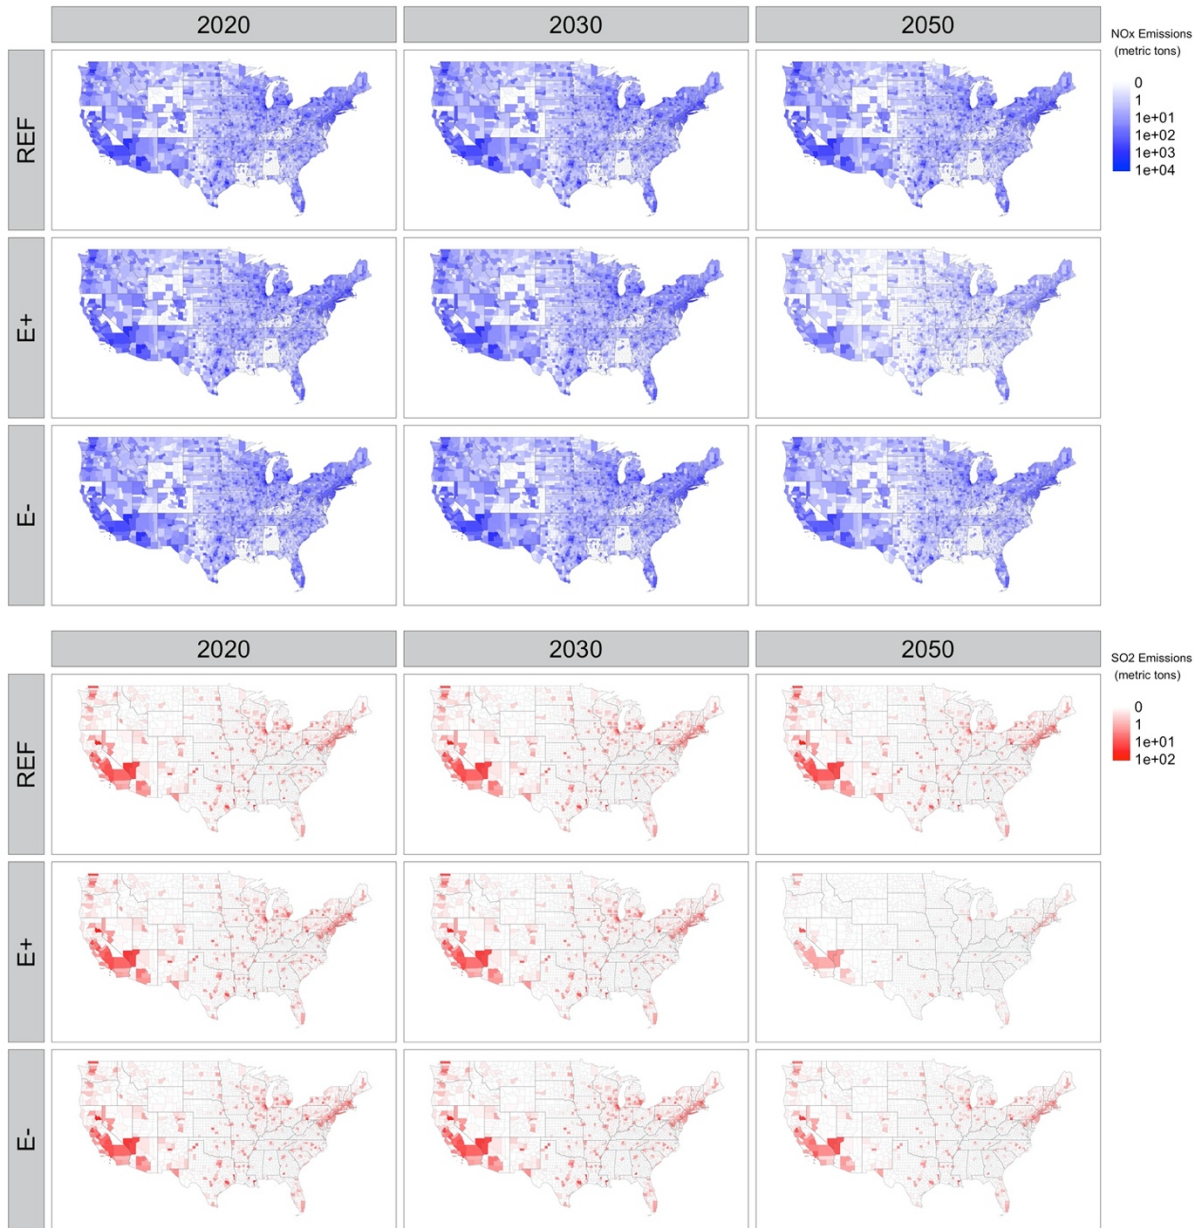 2020 2030 2050
NOx Emissions
(metric tons)
0
1
1e+01
1e+02
1e+03
1e+04
REF
E+
E-
2020 2030 2050
SO2 Emissions
(metric tons)
0
1
1e+01
1e+02
REF
E+
E-